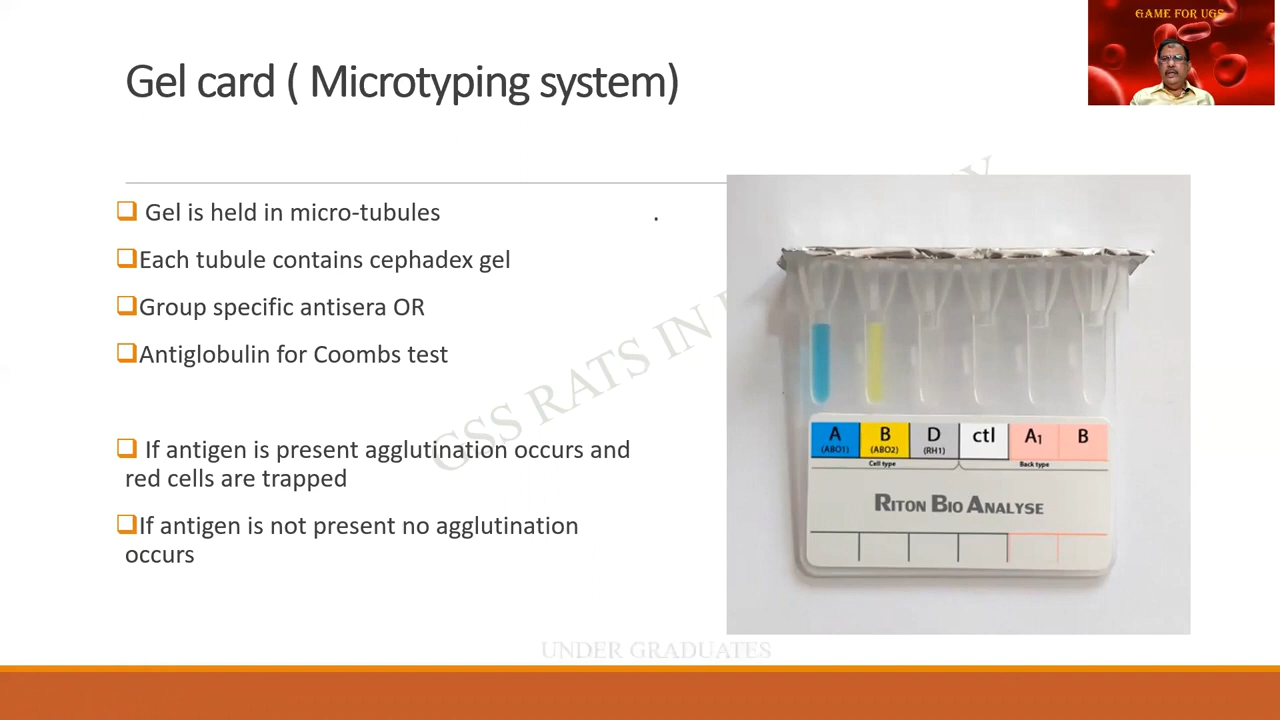 GAME FOR UGS
Gel card ( Microtyping system)
Gel is held in micro-tubules .
Each tubule contains cephadex gel
Group specific antisera OR
Antiglobulin for Coombs test
If antigen is present agglutination occurs and
red cells are trapped
If antigen is not present no agglutination
occurs
A B D ctl A1 B
(ABO1) (ABO2) (RH1)
Cell type Back type
RITON BIO ANALYSE
GSS RATS IN
UNDER GRADUATES